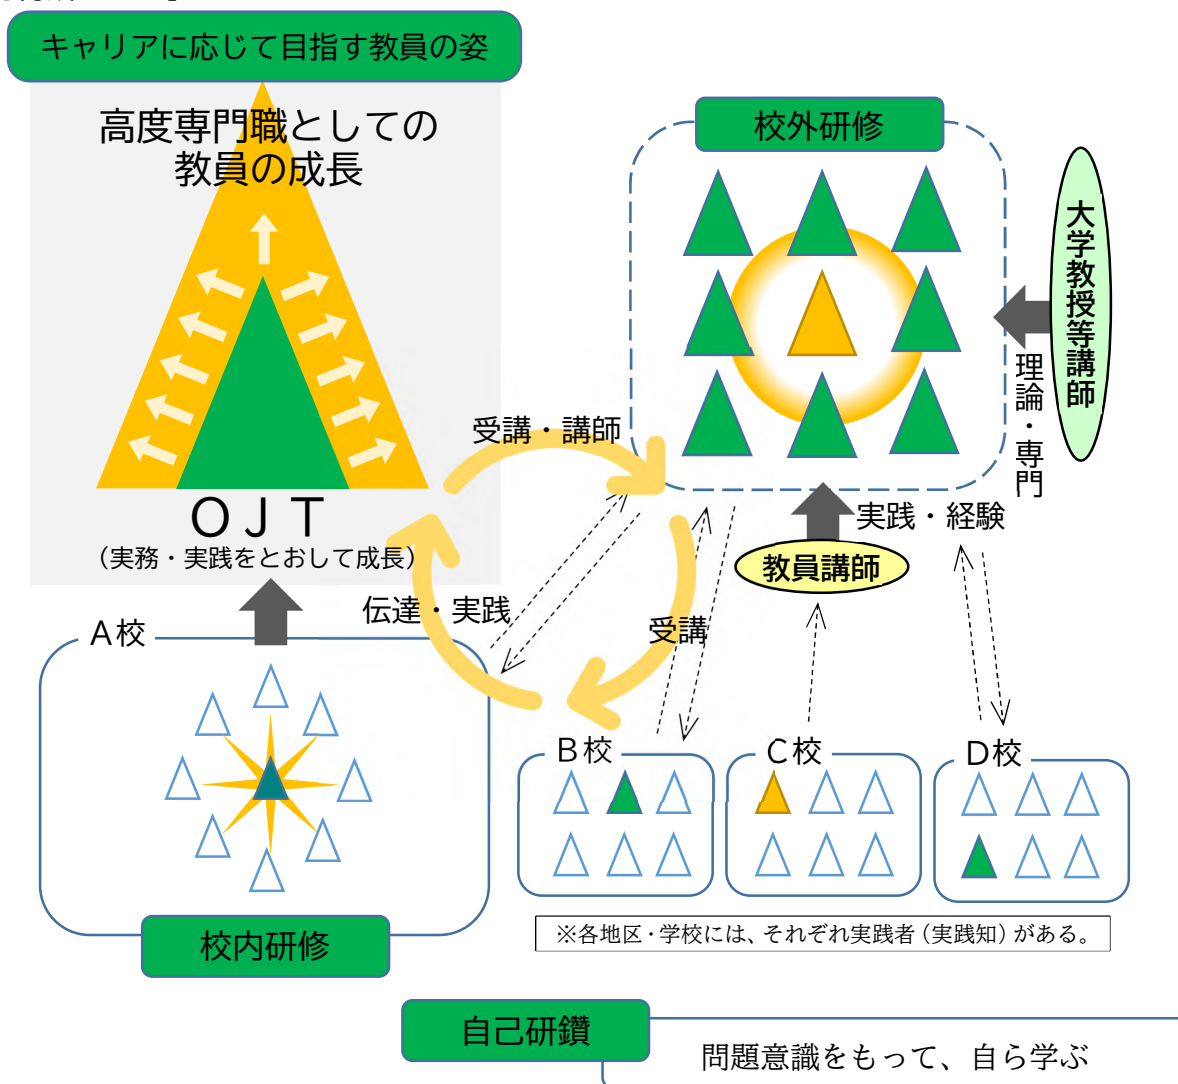 キャリアに応じて目指す教員の姿
高度専門職としての
教員の成長
ＯＪＴ
（実務・実践をとおして成長）
校外研修
大学教授等講師
理論・専門
受講・講師
実践・経験
教員講師
伝達・実践
受講
Ａ校
校内研修
Ｂ校
Ｃ校
Ｄ校
※各地区・学校には、それぞれ実践者（実践知）がある。
自己研鑽
問題意識をもって、自ら学ぶ